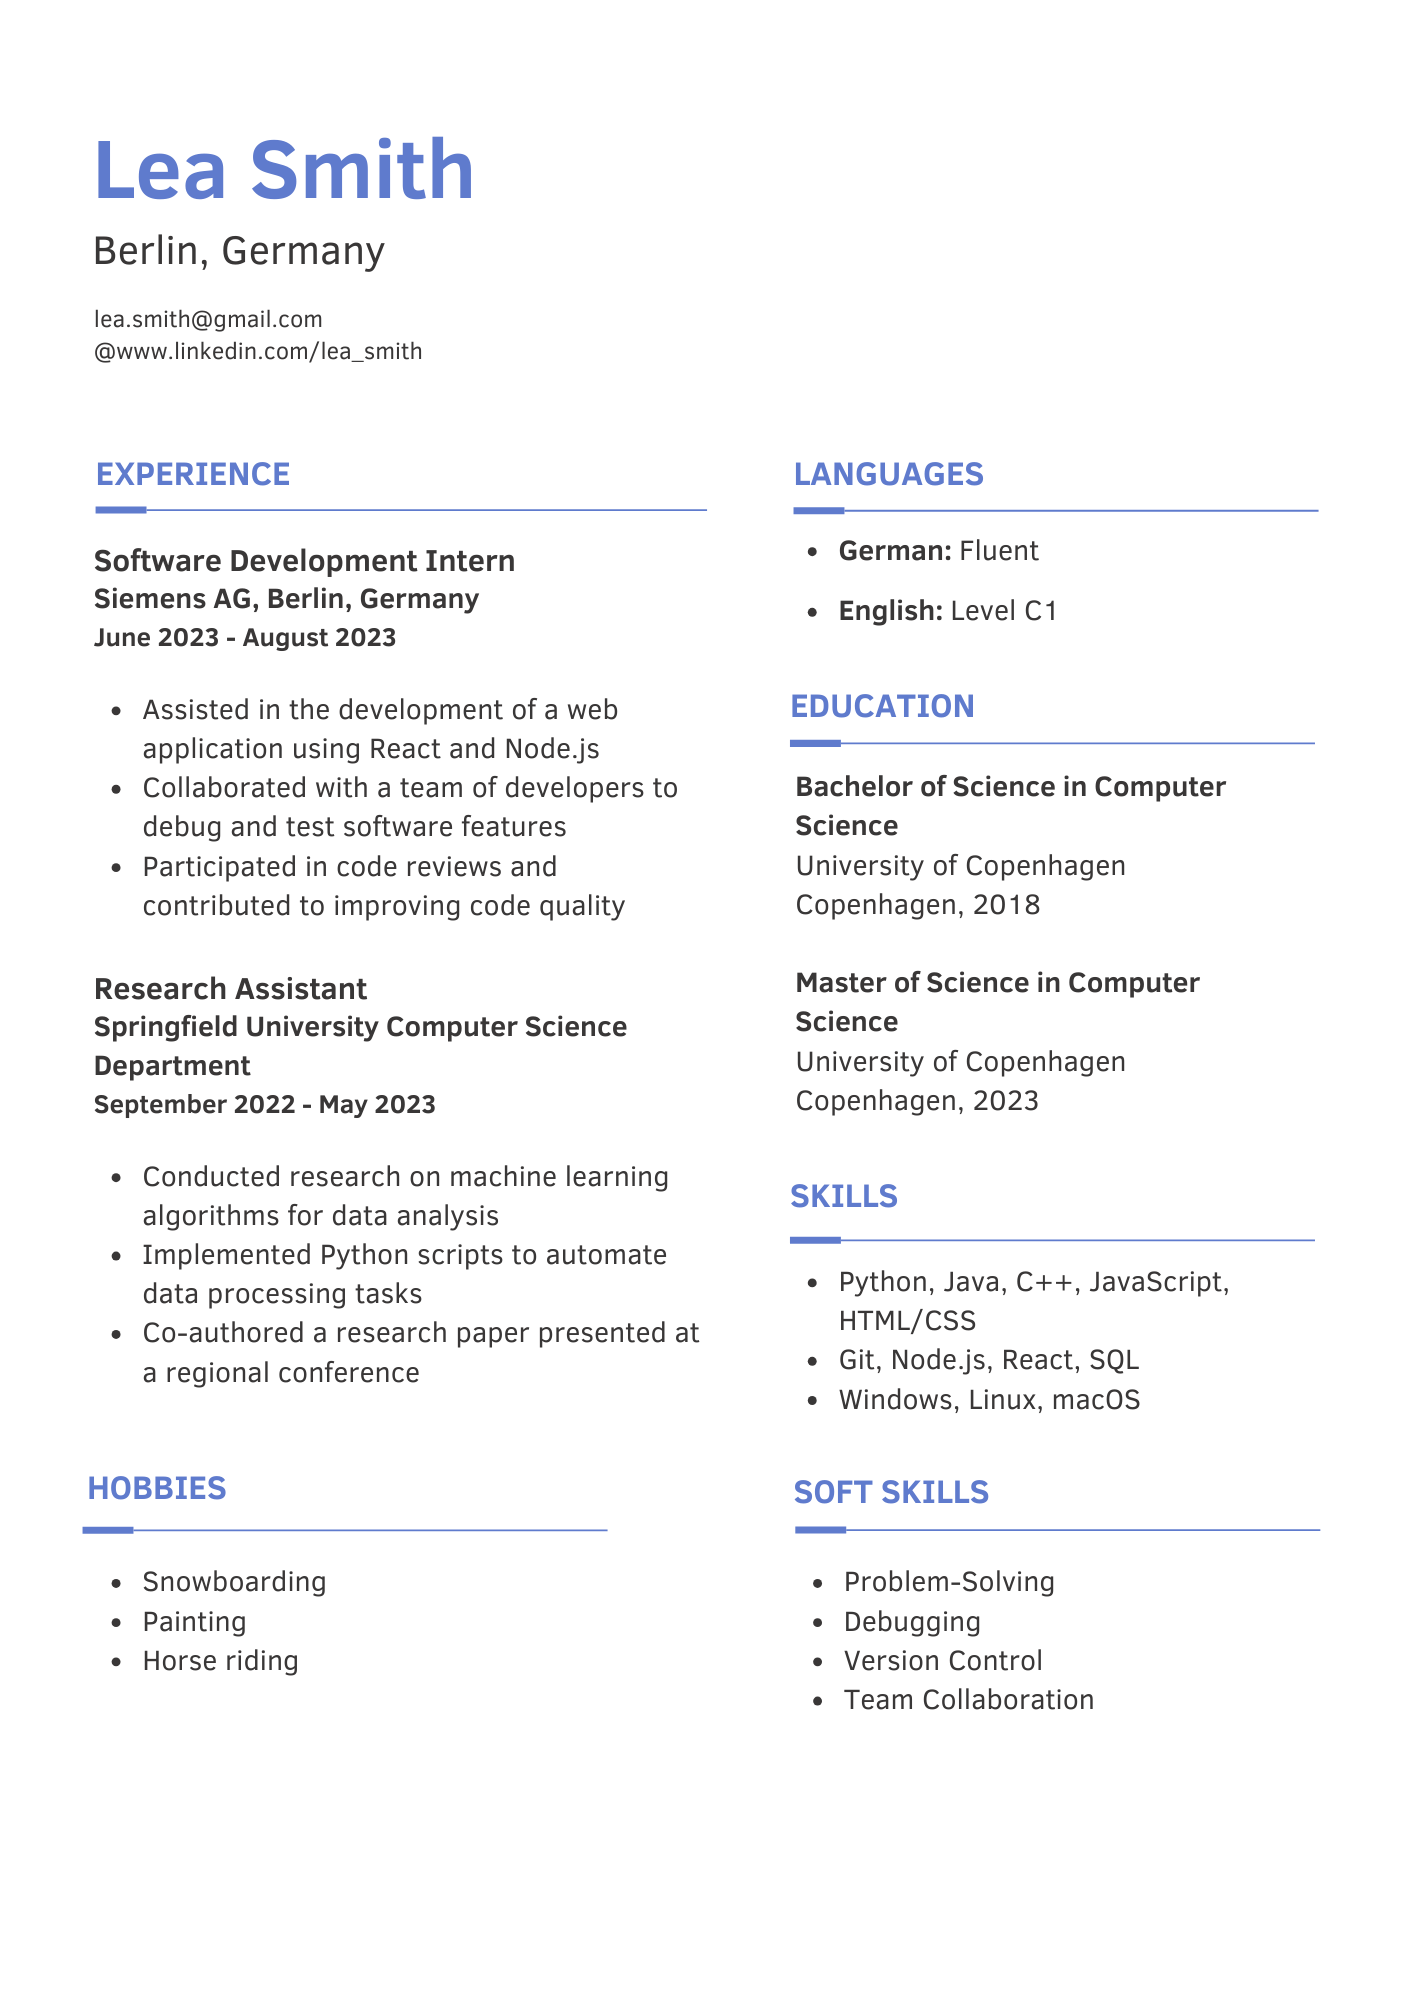 Lea Smith
Berlin, Germany
lea.smith@gmail.com
@www.linkedin.com/lea_smith
EXPERIENCE
Software Development Intern
Siemens AG, Berlin, Germany
June 2023 - August 2023
• Assisted in the development of a web
application using React and Node.js
• Collaborated with a team of developers to
debug and test software features
• Participated in code reviews and
contributed to improving code quality
Research Assistant
Springfield University Computer Science
Department
September 2022 - May 2023
• Conducted research on machine learning
algorithms for data analysis
• Implemented Python scripts to automate
data processing tasks
• Co-authored a research paper presented at
a regional conference
HOBBIES
• Snowboarding
• Painting
• Horse riding
LANGUAGES
• German: Fluent
• English: Level C1
EDUCATION
Bachelor of Science in Computer
Science
University of Copenhagen
Copenhagen, 2018
Master of Science in Computer
Science
University of Copenhagen
Copenhagen, 2023
SKILLS
• Python, Java, C++, JavaScript,
HTML/CSS
• Git, Node.js, React, SQL
• Windows, Linux, macOS
SOFT SKILLS
• Problem-Solving
• Debugging
• Version Control
• Team Collaboration